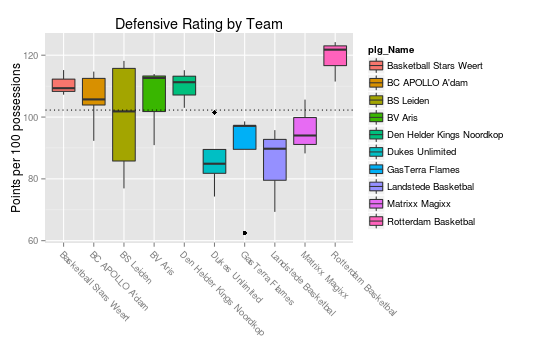 Defensive Rating by Team
Points per 100 possessions
120
100
80
60
Basketball Stars Weert
BC APOLLO A'dam
BS Leiden
BV Aris
Den Helder Kings Noordkop
Dukes Unlimited
GasTerra Flames
Landstede Basketbal
Matrixx Magixx
Rotterdam Basketbal
plg_Name
Basketball Stars Weert
BC APOLLO A'dam
BS Leiden
BV Aris
Den Helder Kings Noordkop
Dukes Unlimited
GasTerra Flames
Landstede Basketbal
Matrixx Magixx
Rotterdam Basketbal